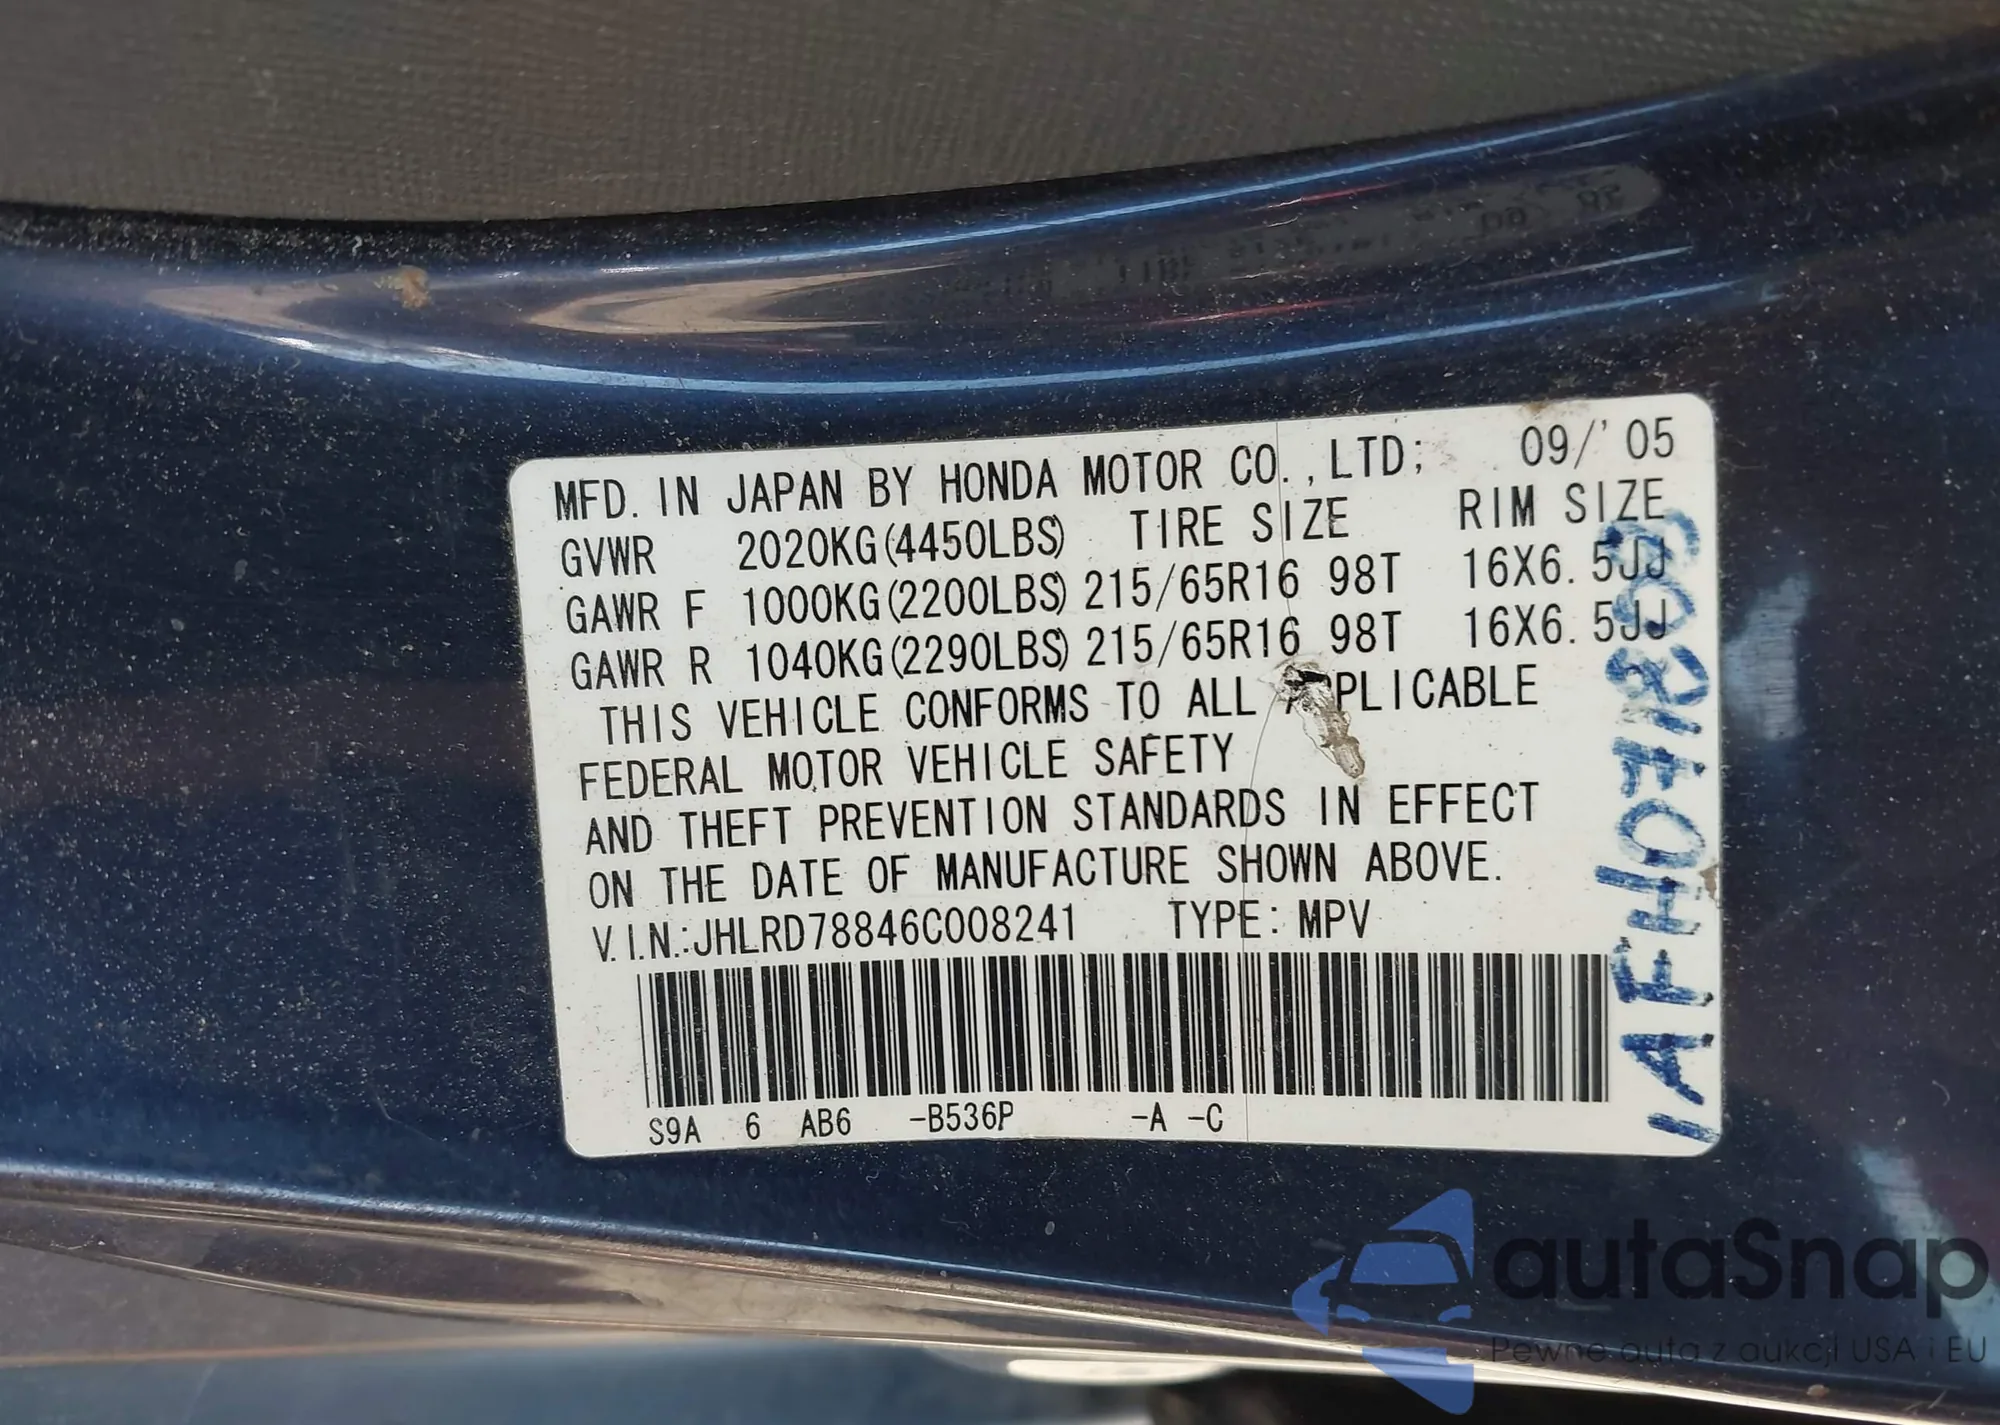 MFD. IN JAPAN BY HONDA MOTOR CO., LTD; 09/'05
GVWR 2020KG(4450LBS) TIRE SIZE RIM SIZE
GAWR F 1000KG(2200LBS) 215/65R16 98T 16X6.5JJ
GAWR R 1040KG(2290LBS) 215/65R16 98T 16X6.5JJ
THIS VEHICLE CONFORMS TO ALL APPLICABLE
FEDERAL MOTOR VEHICLE SAFETY
AND THEFT PREVENTION STANDARDS IN EFFECT
ON THE DATE OF MANUFACTURE SHOWN ABOVE.
V.I.N.:JHLRD78846C008241 TYPE: MPV
S9A 6 AB6 -B536P -A -C
autaSnap
Pewne auta z aukcji USA i EU